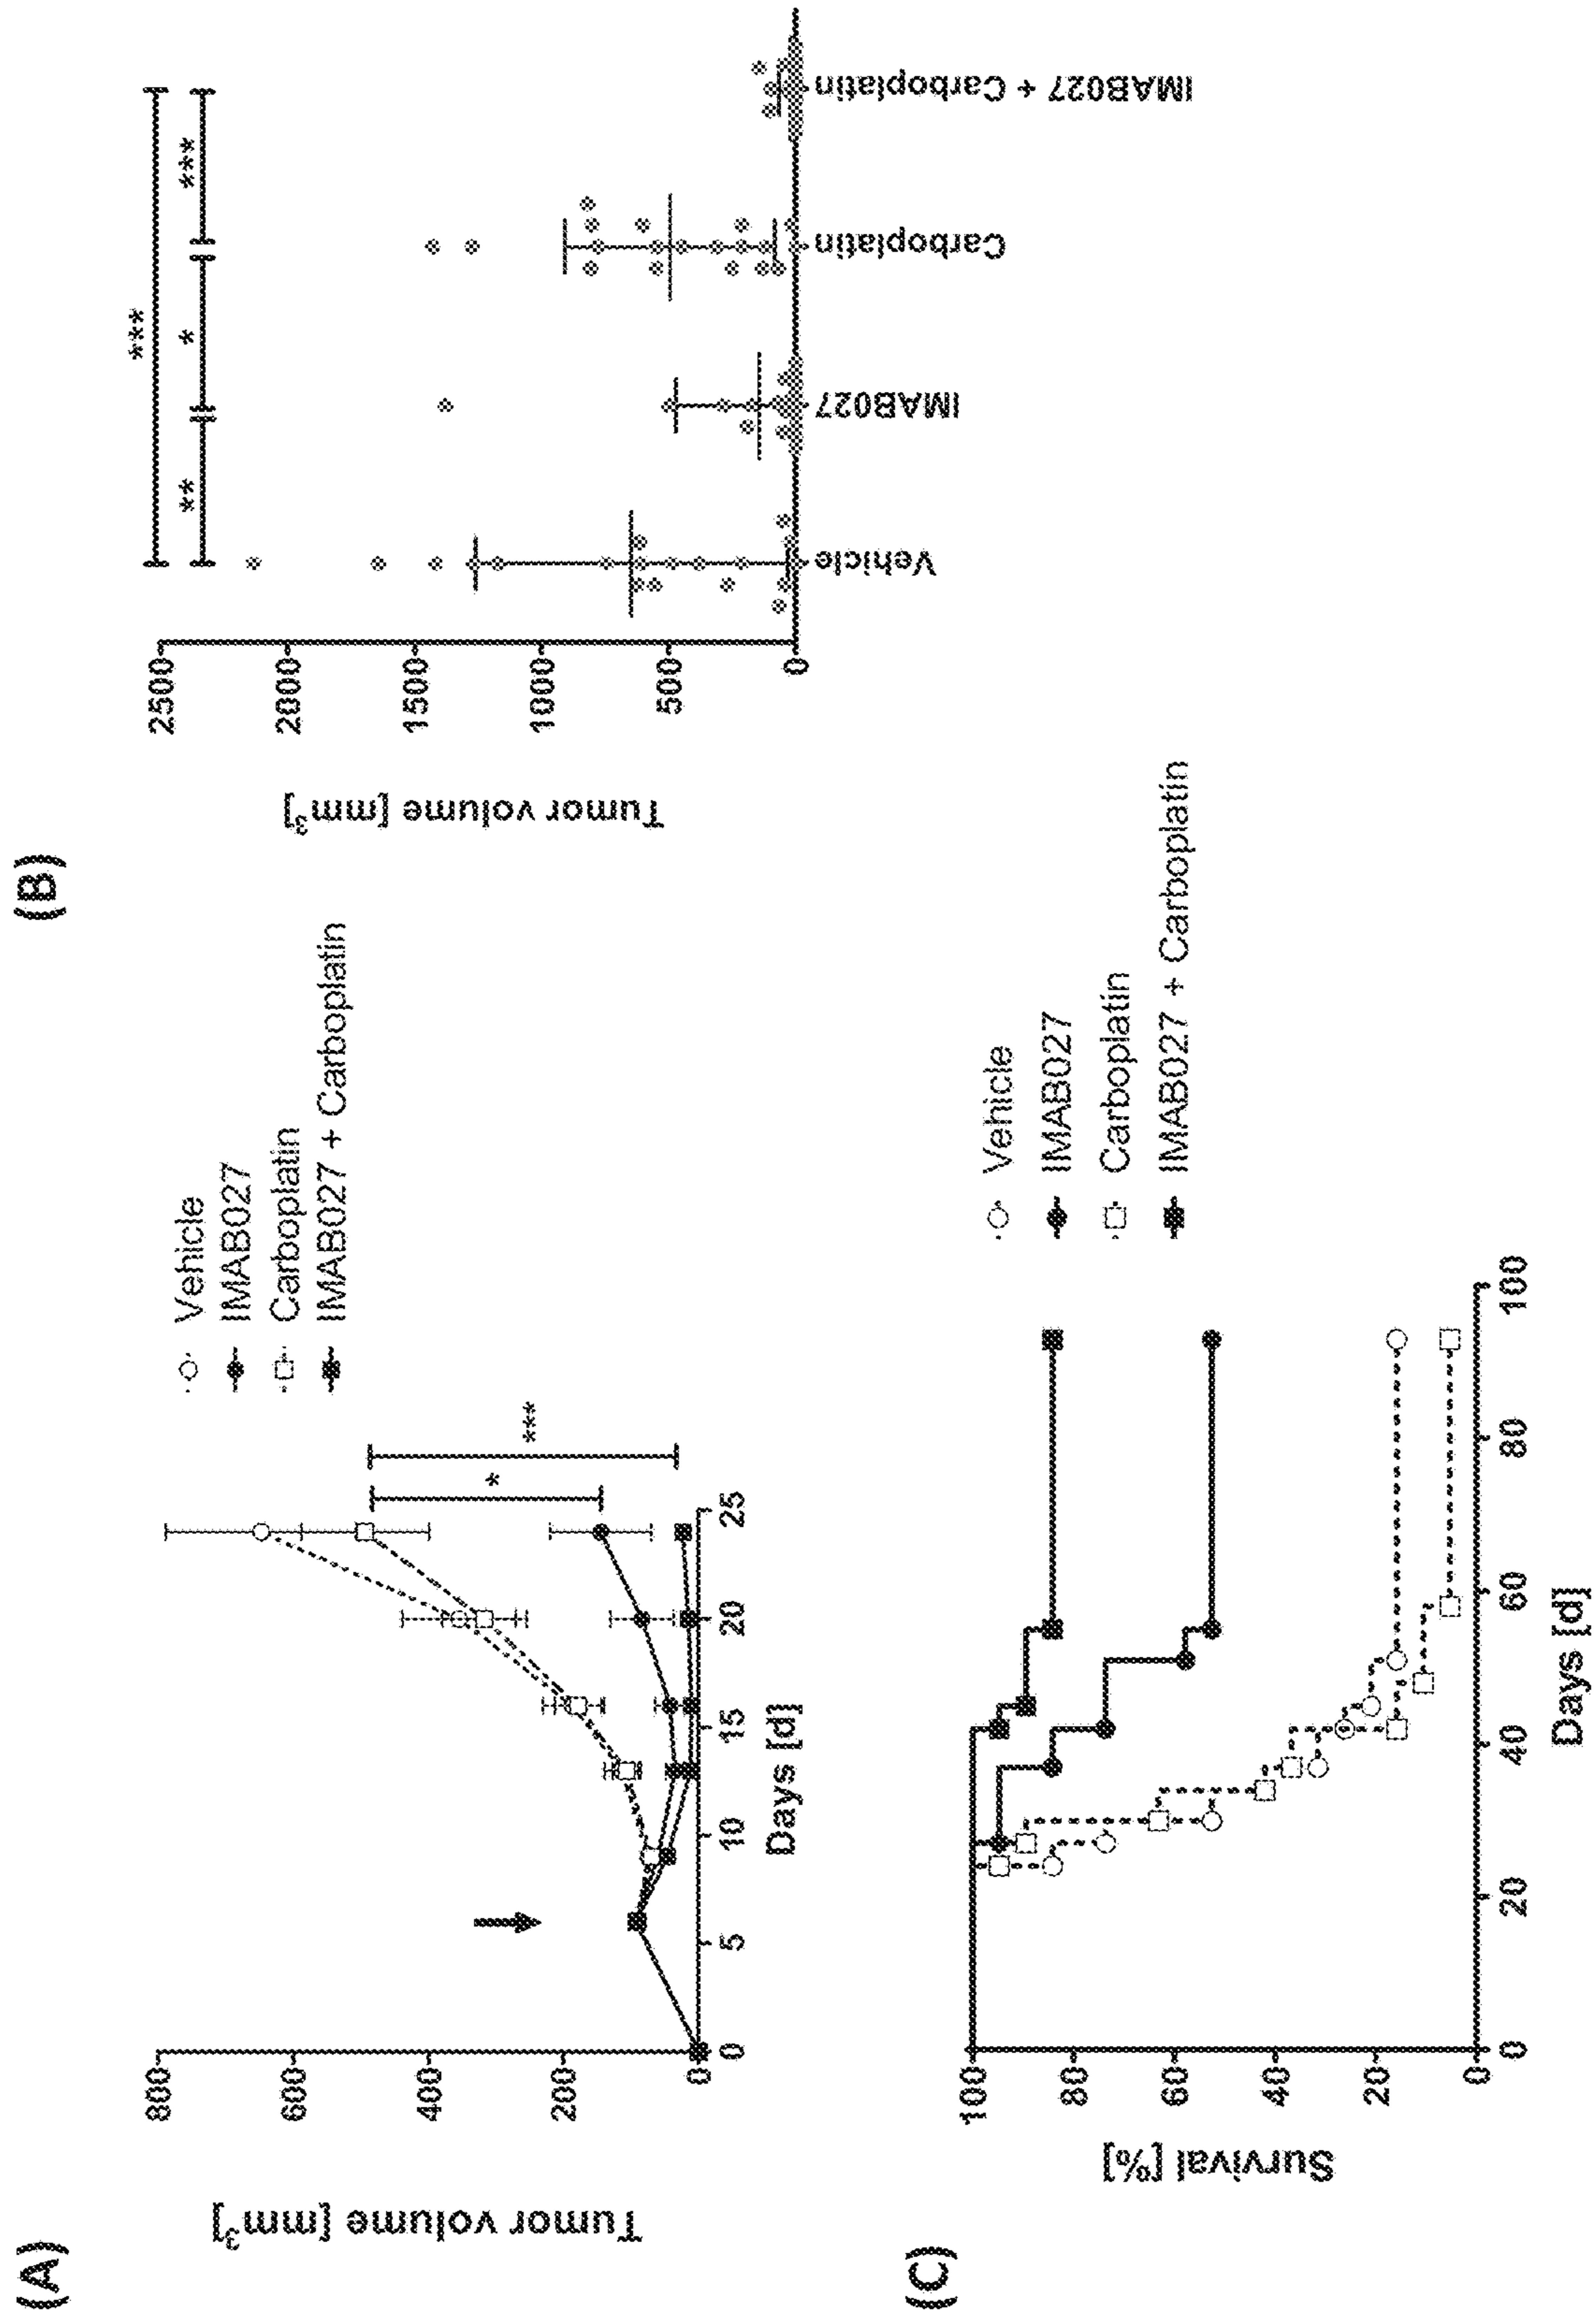 (A)
Tumor volume [mm³]
800
600
400
200
0
0 5 10 15 20 25
Days [d]
*
***
Vehicle
IMAB027
Carboplatin
IMAB027 + Carboplatin
(B)
Tumor volume [mm³]
2500
2000
1500
1000
500
0
***
** * ***
Vehicle
IMAB027
Carboplatin
IMAB027 + Carboplatin
(C)
Survival [%]
100
80
60
40
20
0
0 20 40 60 80 100
Days [d]
Vehicle
IMAB027
Carboplatin
IMAB027 + Carboplatin